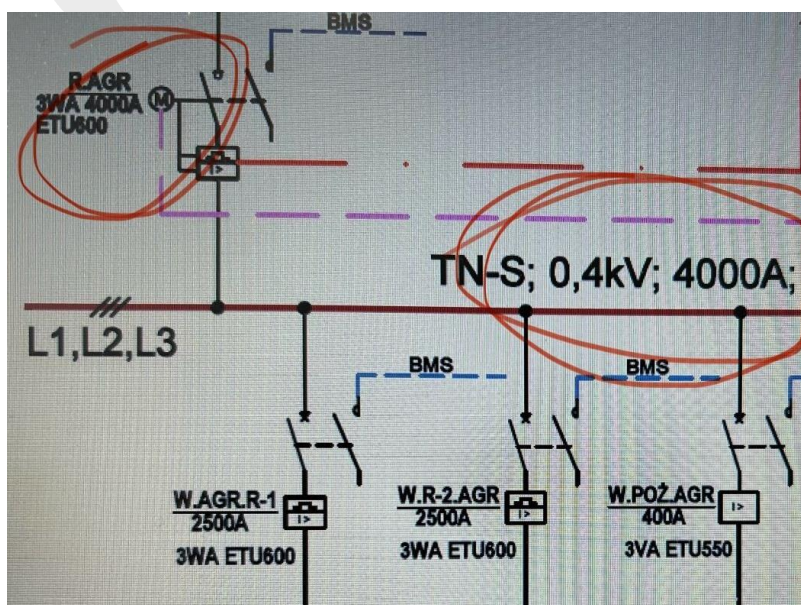 BMS
R.AGR
3WA 4000A
M
ETU600
I>
TN-S; 0,4kV; 4000A;
L1,L2,L3
BMS
BMS
W.AGR.R-1
2500A
I>
3WA ETU600
W.R-2.AGR
2500A
I>
3WA ETU600
W.POŻ.AGR
400A
I>
3VA ETU550